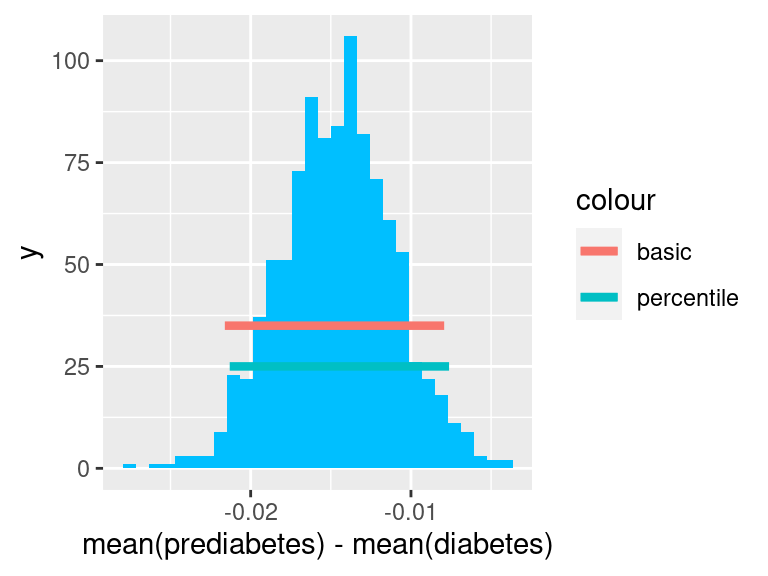 100
75
50
25
0
y
-0.02
-0.01
mean(prediabetes) - mean(diabetes)
colour
basic
percentile